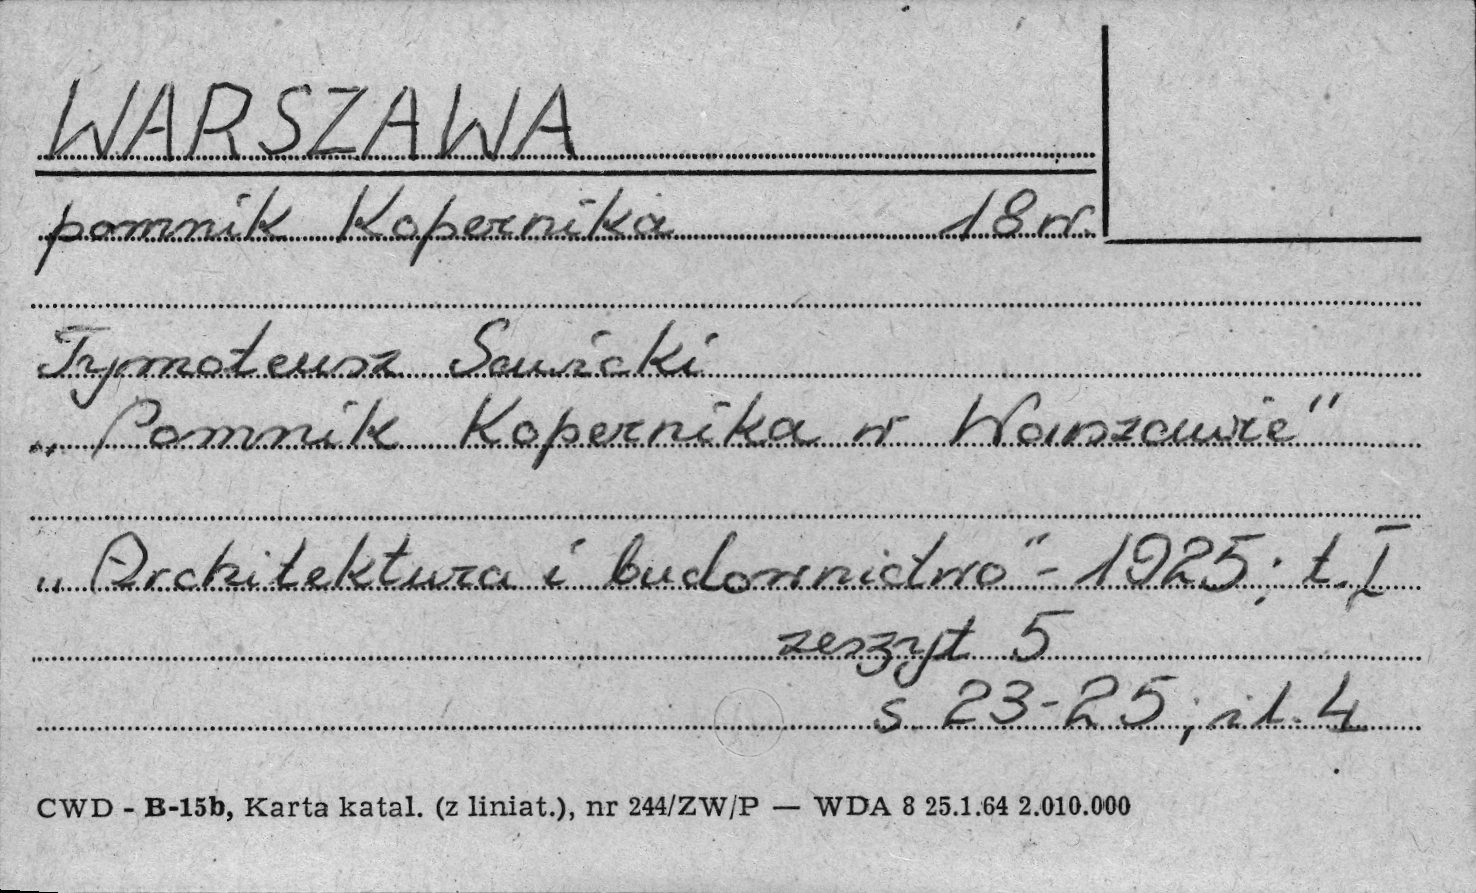 WARSZAWA
pomnik Kopernika 18 w.
Tymoteusz Sawicki
„Pomnik Kopernika w Warszawie"
„Architektura i budownictwo" - 1925; t. I
zeszyt 5
s. 23-25; il. 4
CWD - B-15b, Karta katal. (z liniat.), nr 244/ZW/P — WDA 8 25.1.64 2.010.000